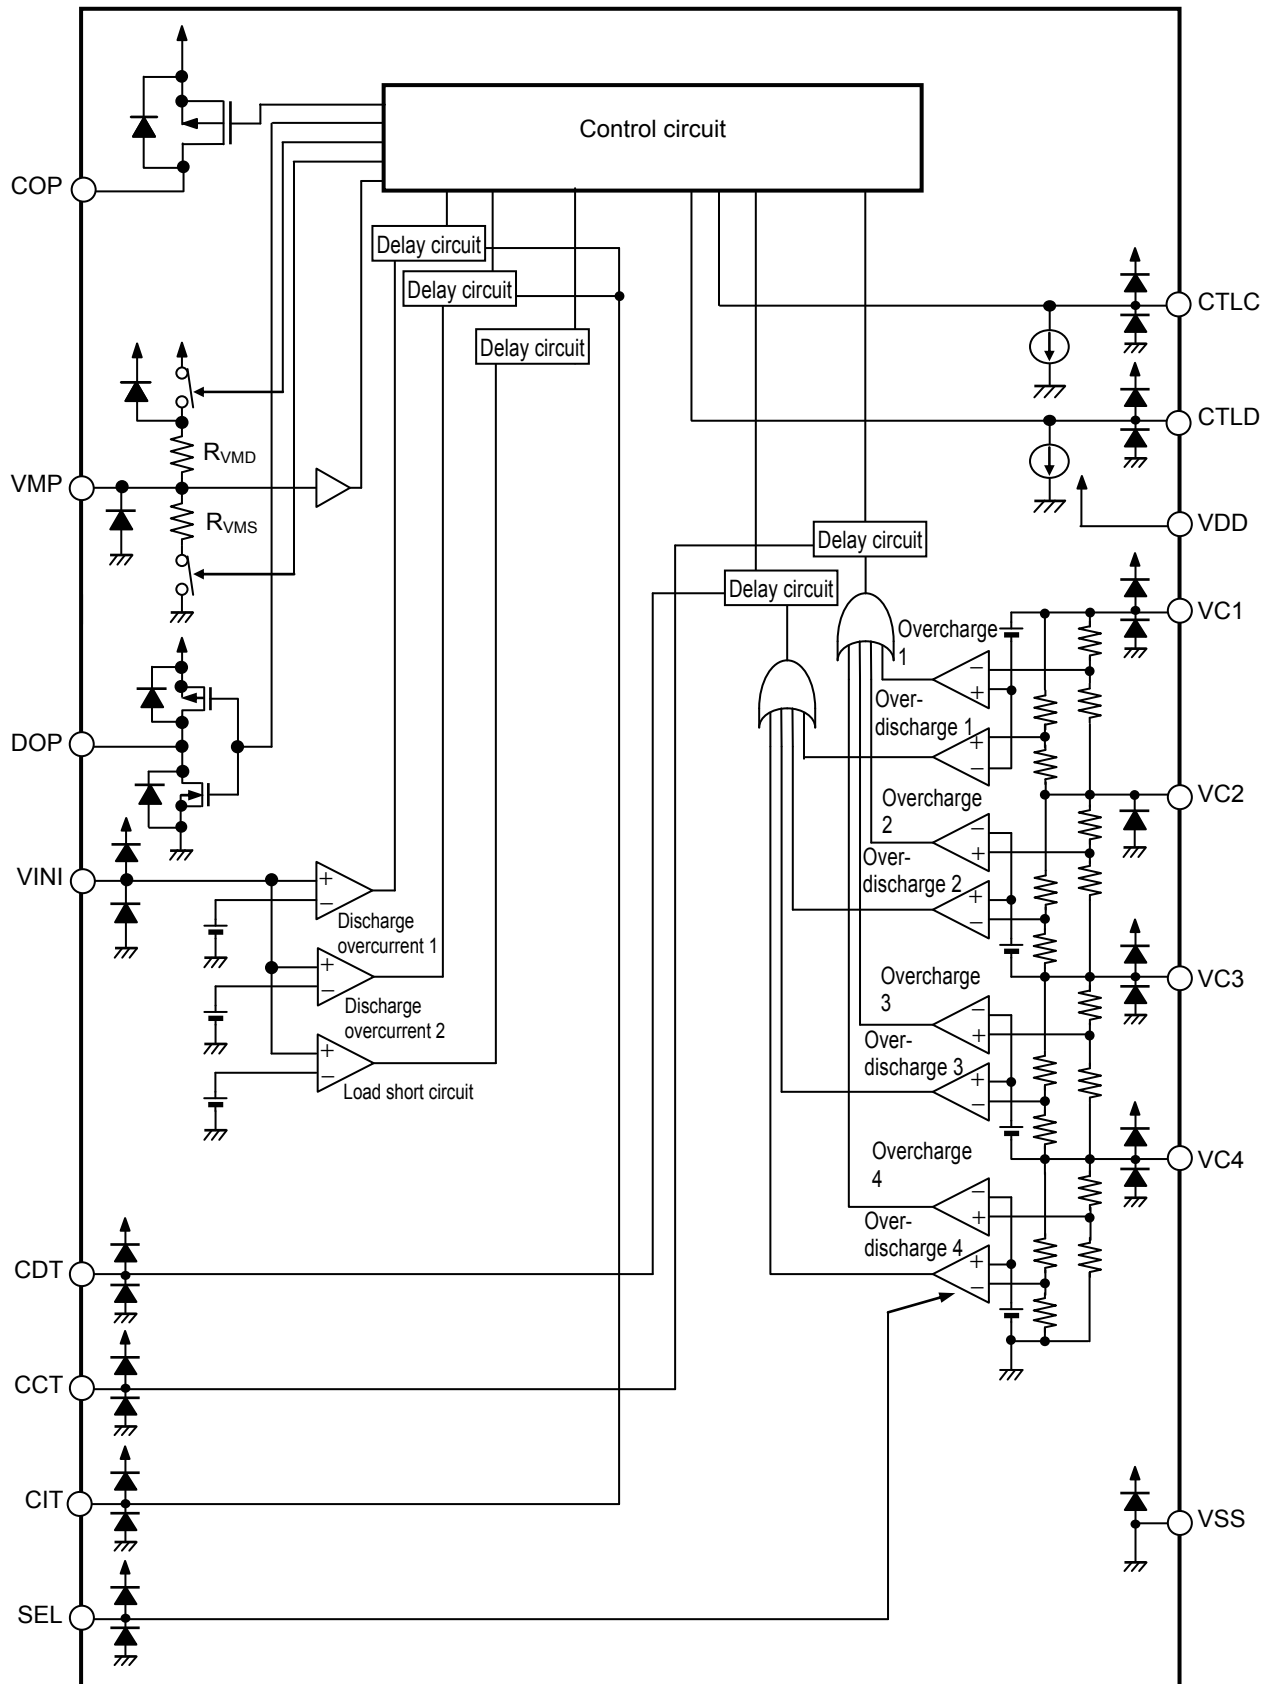 Control circuit
COP
Delay circuit
Delay circuit
CTLC
Delay circuit
CTLD
RVMD
VMP
RVMS
VDD
Delay circuit
Delay circuit
VC1
Overcharge
1
-
+
Over-
discharge 1
+
-
DOP
VC2
Overcharge
2
-
+
Over-
discharge 2
+
-
VINI
+
-
Discharge
overcurrent 1
+
-
Discharge
overcurrent 2
VC3
Overcharge
3
-
+
Over-
discharge 3
+
-
+
-
Load short circuit
VC4
Overcharge
4
-
+
Over-
discharge 4
+
-
CDT
CCT
CIT
VSS
SEL